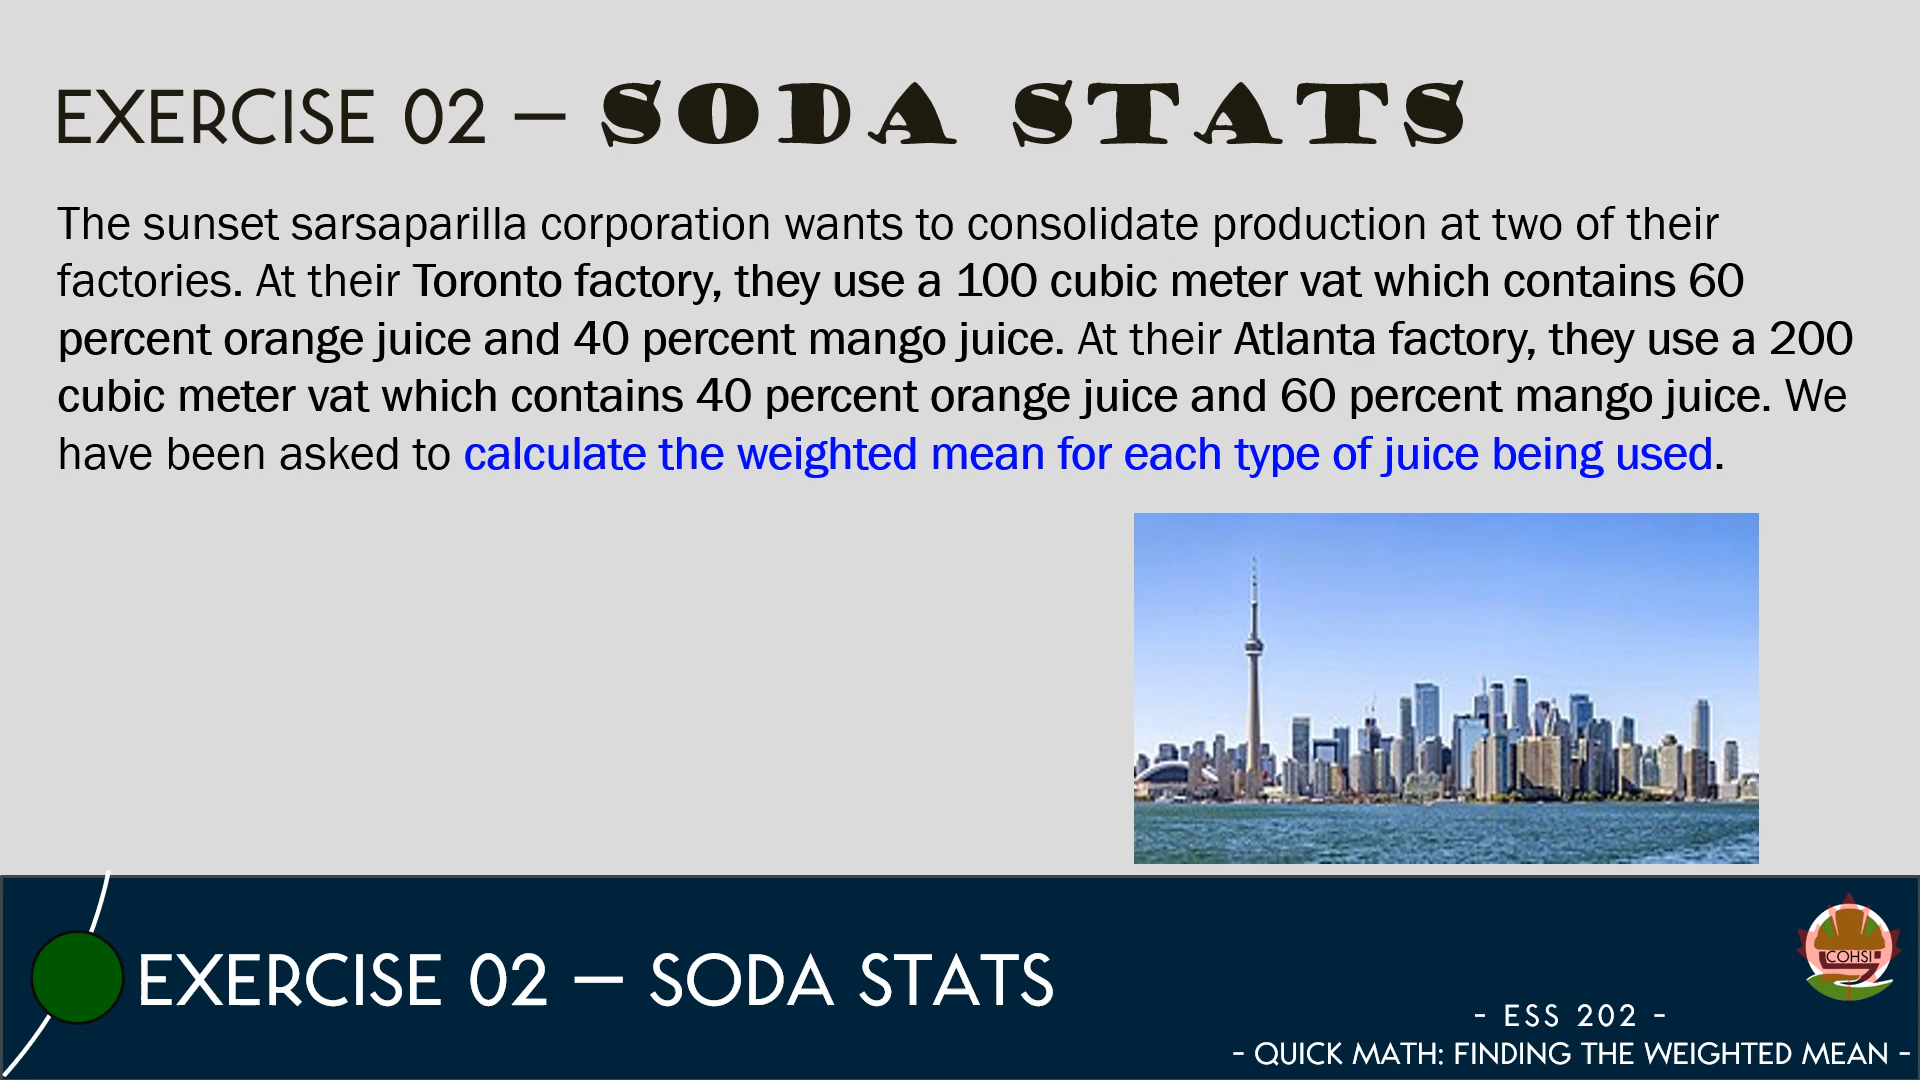 EXERCISE 02 – SODA STATS
The sunset sarsaparilla corporation wants to consolidate production at two of their
factories. At their Toronto factory, they use a 100 cubic meter vat which contains 60
percent orange juice and 40 percent mango juice. At their Atlanta factory, they use a 200
cubic meter vat which contains 40 percent orange juice and 60 percent mango juice. We
have been asked to calculate the weighted mean for each type of juice being used.
EXERCISE 02 – SODA STATS
COHSI
- ESS 202 -
- QUICK MATH: FINDING THE WEIGHTED MEAN -